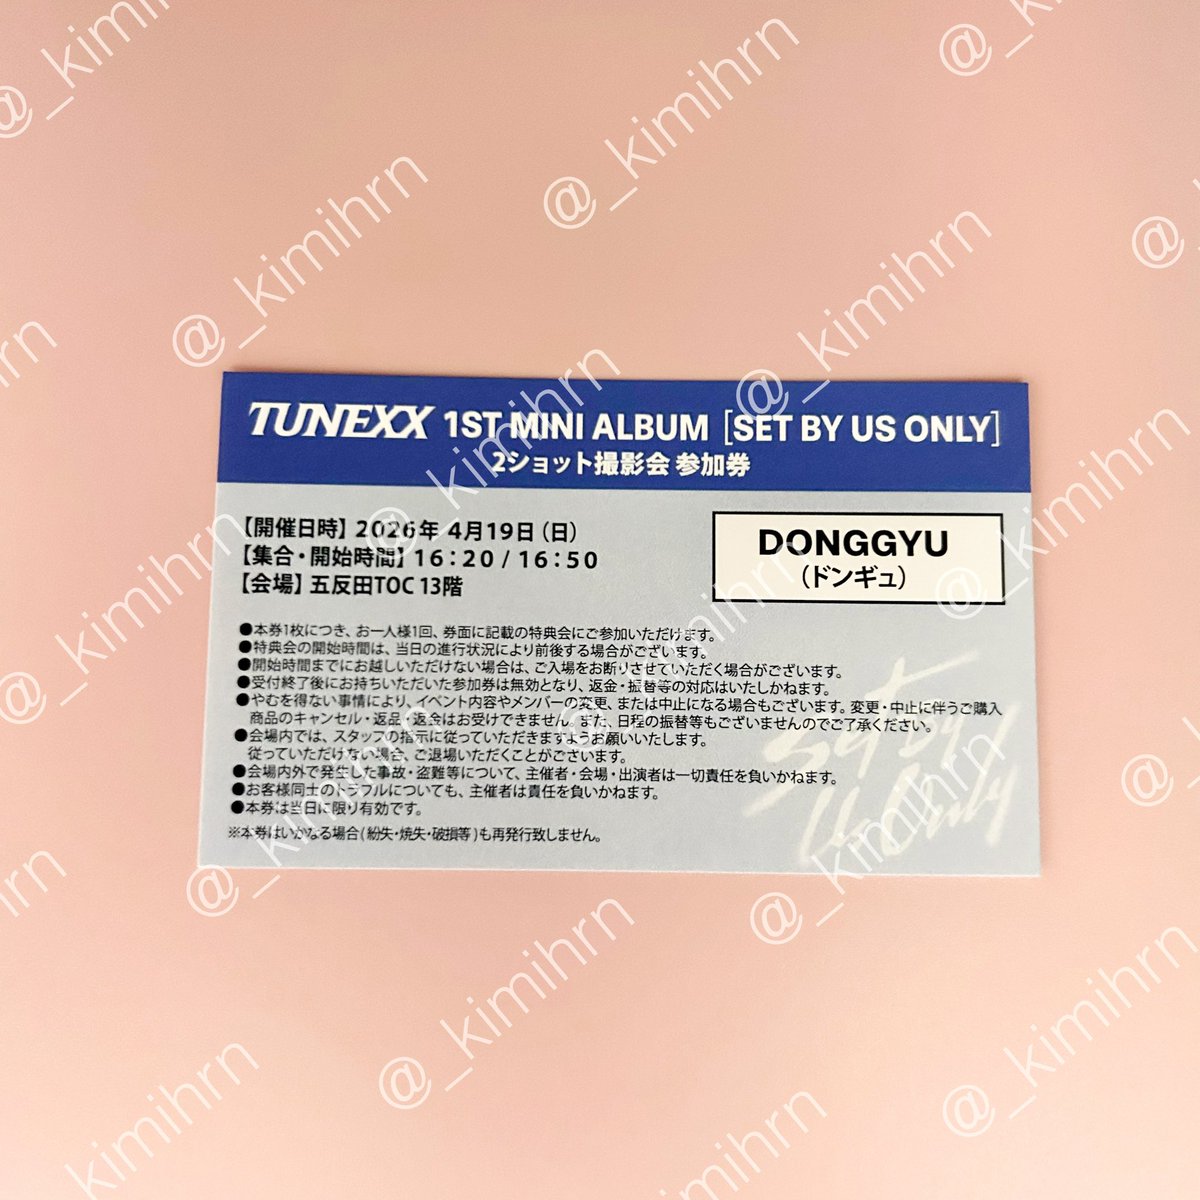 TUNEXX 1ST MINI ALBUM [SET BY US ONLY]
2ショット撮影会 参加券
【開催日時】2026年 4月19日(日)
【集合・開始時間】16:20 / 16:50
【会場】五反田TOC 13階
DONGGYU
(ドンギュ)
●本券1枚につき、お一人様1回、券面に記載の特典会にご参加いただけます。
●特典会の開始時間は、当日の進行状況により前後する場合がございます。
●開始時間までにお越しいただけない場合は、ご入場をお断りさせていただく場合がございます。
●受付終了後にお持ちいただいた参加券は無効となり、返金・振替等の対応はいたしかねます。
●やむを得ない事情により、イベント内容やメンバーの変更、または中止になる場合もございます。変更・中止に伴うご購入
商品のキャンセル・返品・返金はお受けできません。また、日程の振替等もございませんのでご了承ください。
●会場内では、スタッフの指示に従っていただきますようお願いいたします。
従っていただけない場合、ご退場いただくことがございます。
●会場内外で発生した事故・盗難等について、主催者・会場・出演者は一切責任を負いかねます。
●お客様同士のトラブルについても、主催者は責任を負いかねます。
●本券は当日に限り有効です。
※本券はいかなる場合(紛失・焼失・破損等)も再発行致しません。
Set by
Us Only
@_kimihrn
@_kimihrn
@_kimihrn
@_kimihrn
@_kimihrn
@_kimihrn
@_kimihrn
@_kimihrn
@_kimihrn
@_kimihrn
@_kimihrn
@_kimihrn